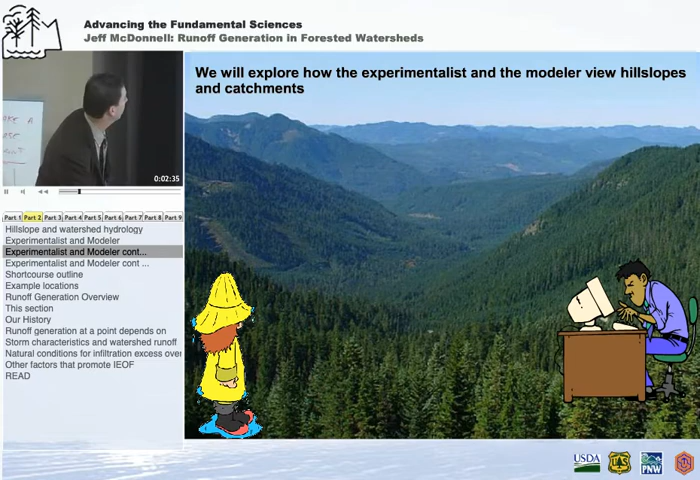 Advancing the Fundamental Sciences
Jeff McDonnell: Runoff Generation in Forested Watersheds
We will explore how the experimentalist and the modeler view hillslopes
and catchments
0:02:35
Part 1 Part 2 Part 3 Part 4 Part 5 Part 6 Part 7 Part 8 Part 9
Hillslope and watershed hydrology
Experimentalist and Modeler
Experimentalist and Modeler cont...
Experimentalist and Modeler cont ...
Shortcourse outline
Example locations
Runoff Generation Overview
This section
Our History
Runoff generation at a point depends on
Storm characteristics and watershed runoff
Natural conditions for infiltration excess over
Other factors that promote IEOF
READ
USDA
UAS
PNW